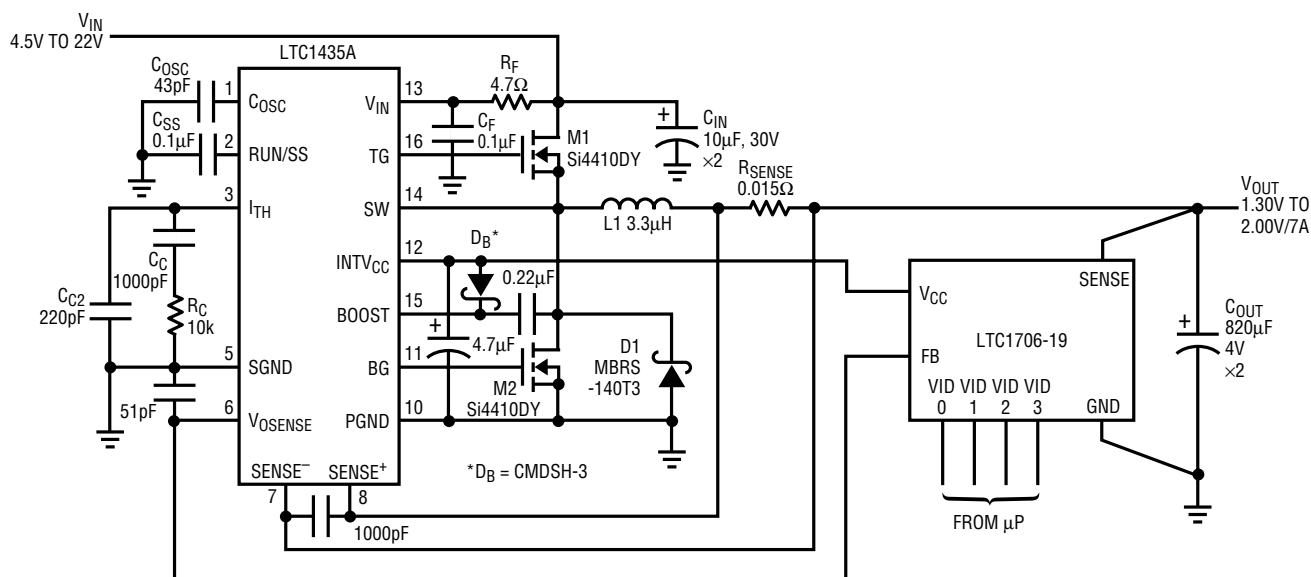 V_IN
4.5V TO 22V
LTC1435A
C_OSC
43pF
1
C_OSC
C_SS
0.1µF
2
RUN/SS
3
I_TH
C_C
1000pF
C_C2
220pF
R_C
10k
5
SGND
51pF
6
V_OSENSE
SENSE⁻
SENSE⁺
7
8
1000pF
13
V_IN
16
TG
14
SW
12
INTV_CC
15
BOOST
11
BG
10
PGND
R_F
4.7Ω
C_F
0.1µF
M1
Si4410DY
+
C_IN
10µF, 30V
×2
R_SENSE
0.015Ω
L1 3.3µH
D_B*
0.22µF
+
4.7µF
M2
Si4410DY
D1
MBRS
-140T3
*D_B = CMDSH-3
V_OUT
1.30V TO
2.00V/7A
SENSE
V_CC
LTC1706-19
FB
VID VID VID VID
0 1 2 3
GND
FROM µP
+
C_OUT
820µF
4V
×2